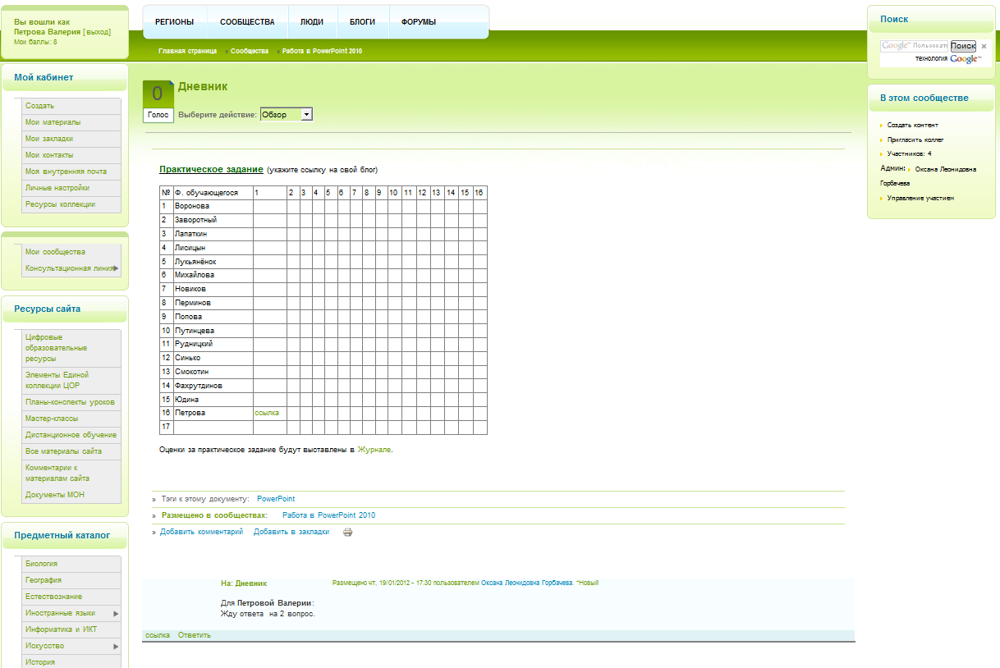 Вы вошли как
Петрова Валерия [выход]
Мои баллы: 8
РЕГИОНЫ СООБЩЕСТВА ЛЮДИ БЛОГИ ФОРУМЫ
Главная страница » Сообщества » Работа в PowerPoint 2010
Мой кабинет
Создать
Мои материалы
Мои закладки
Мои контакты
Моя внутренняя почта
Личные настройки
Ресурсы коллекции
Мои сообщества
Консультационная линия
Ресурсы сайта
Цифровые
образовательные
ресурсы
Элементы Единой
коллекции ЦОР
Планы-конспекты уроков
Мастер-классы
Дистанционное обучение
Все материалы сайта
Комментарии к
материалам сайта
Документы МОН
Предметный каталог
Биология
География
Естествознание
Иностранные языки
Информатика и ИКТ
Искусство
История
0
Голос
Дневник
Выберите действие: Обзор
Практическое задание (укажите ссылку на свой блог)
№ Ф. обучающегося 1 2 3 4 5 6 7 8 9 10 11 12 13 14 15 16
1 Воронова
2 Заворотный
3 Лапаткин
4 Лисицын
5 Лукьянёнок
6 Михайлова
7 Новиков
8 Перминов
9 Попова
10 Путинцева
11 Рудницкий
12 Синько
13 Смокотин
14 Фахрутдинов
15 Юдина
16 Петрова ссылка
17
Оценки за практическое задание будут выставлены в Журнале.
» Тэги к этому документу: PowerPoint
» Размещено в сообществах: Работа в PowerPoint 2010
» Добавить комментарий Добавить в закладки
На: Дневник Размещено чт, 19/01/2012 - 17:30 пользователем Оксана Леонидовна Горбачева. *Новый
Для Петровой Валерии:
Жду ответа на 2 вопрос.
ссылка Ответить
Поиск
Google™ Пользоват Поиск ×
технология Google™
В этом сообществе
Создать контент
Пригласить коллег
Участников: 4
Админ: Оксана Леонидовна
Горбачева
Управление участием